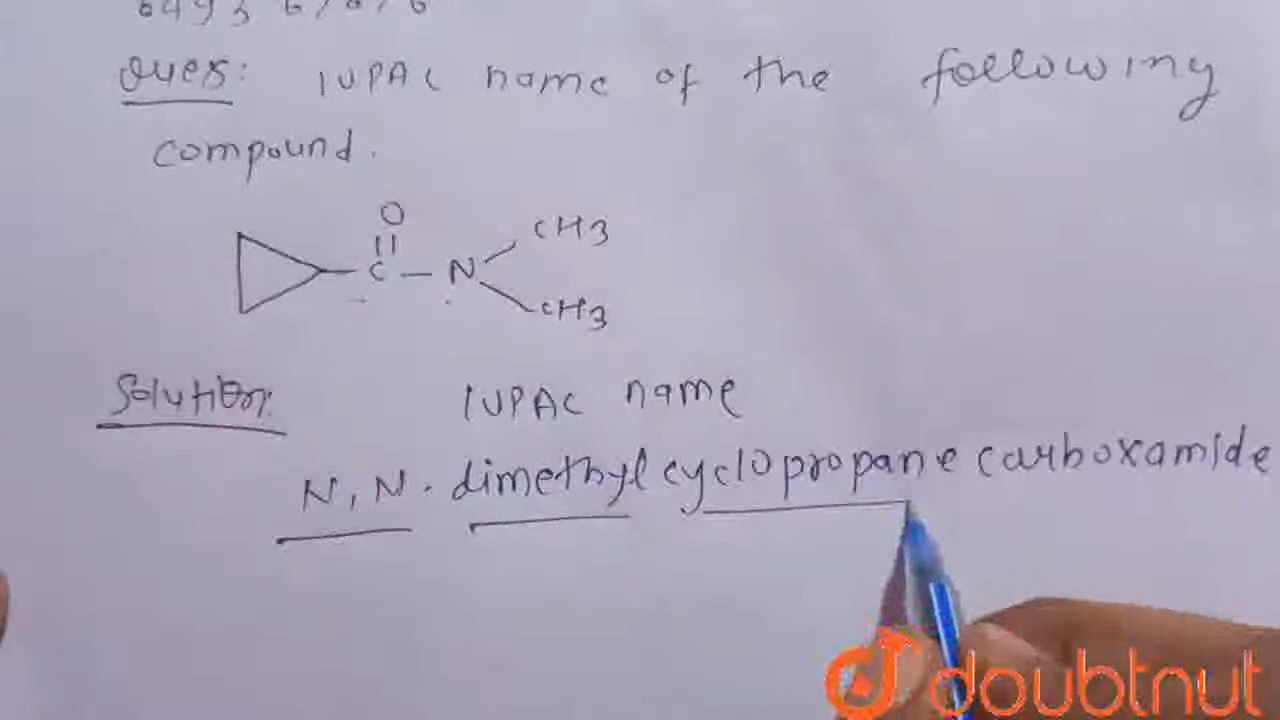 Ques: IUPAC name of the following
compound.
O
CH3
C - N
CH3
Solution: IUPAC name
N, N. dimethyl cyclopropane carboxamide
doubtnut